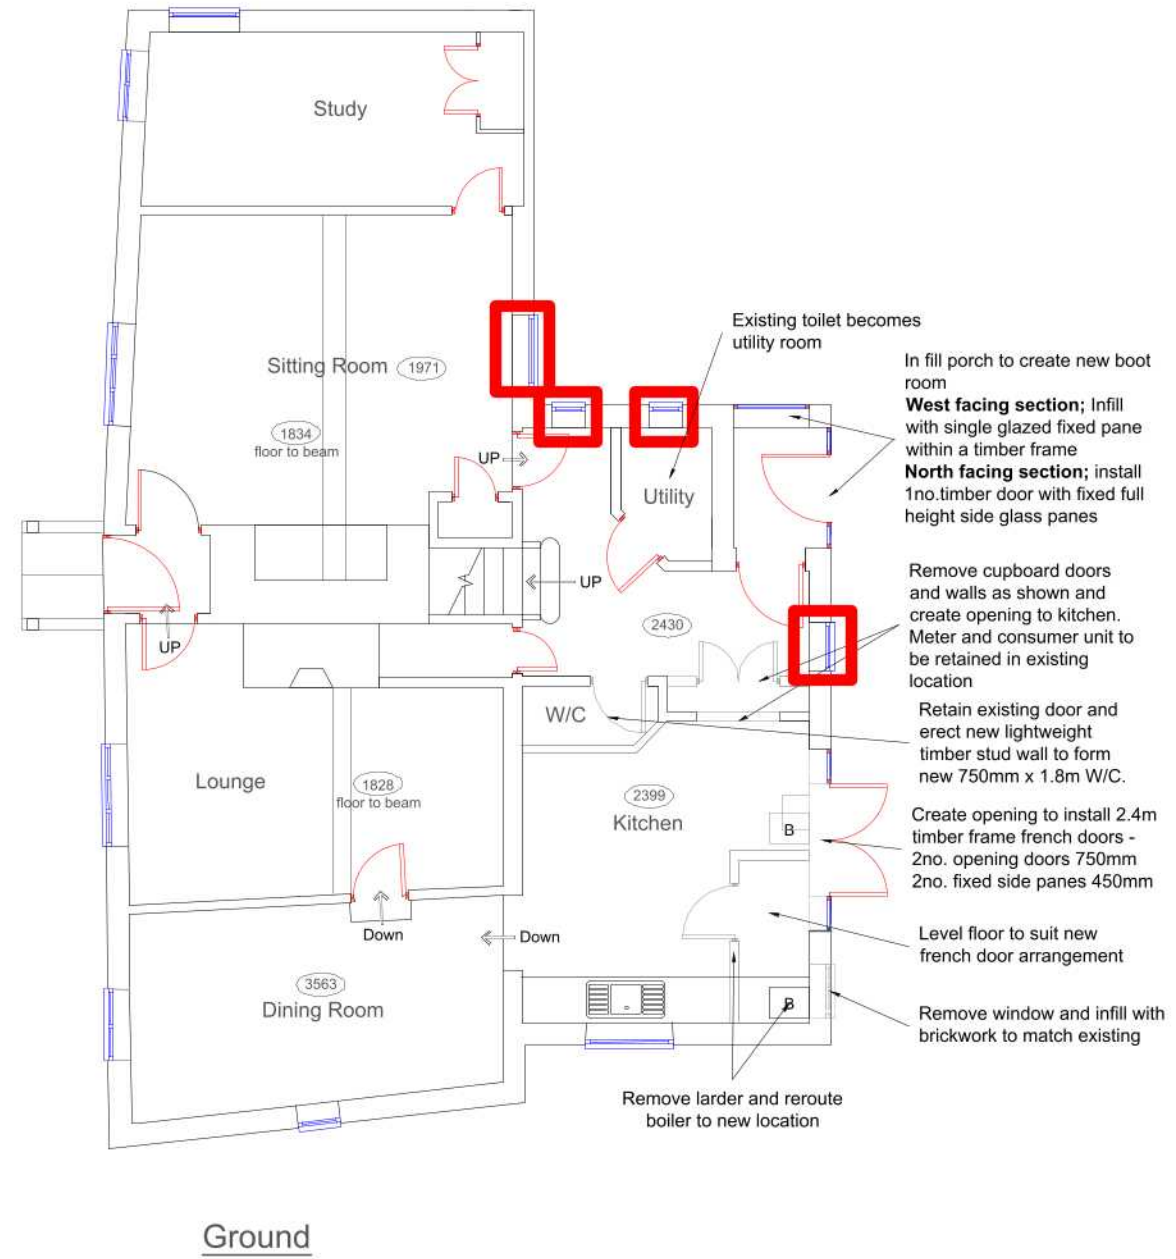 Study
Existing toilet becomes
utility room
In fill porch to create new boot
room
West facing section; Infill
with single glazed fixed pane
within a timber frame
North facing section; install
1no.timber door with fixed full
height side glass panes
Sitting Room
1971
1834
floor to beam
UP
Utility
UP
UP
2430
Remove cupboard doors
and walls as shown and
create opening to kitchen.
Meter and consumer unit to
be retained in existing
location
W/C
Retain existing door and
erect new lightweight
timber stud wall to form
new 750mm x 1.8m W/C.
Lounge
1828
floor to beam
2399
Kitchen
B
Create opening to install 2.4m
timber frame french doors -
2no. opening doors 750mm
2no. fixed side panes 450mm
Down
Down
Level floor to suit new
french door arrangement
3563
Dining Room
B
Remove window and infill with
brickwork to match existing
Remove larder and reroute
boiler to new location
Ground